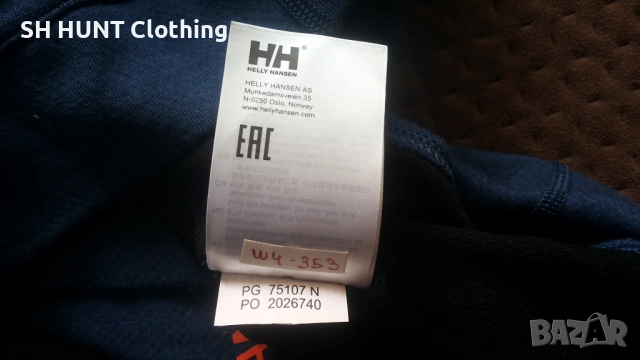 SH HUNT Clothing
HH
HELLY HANSEN
HELLY HANSEN AS
Munkedamsveien 35
N-0250 Oslo, Norway
www.hellyhansen.com
EAC
W4-353
PG 75107 N
PO 2026740
BAZAR